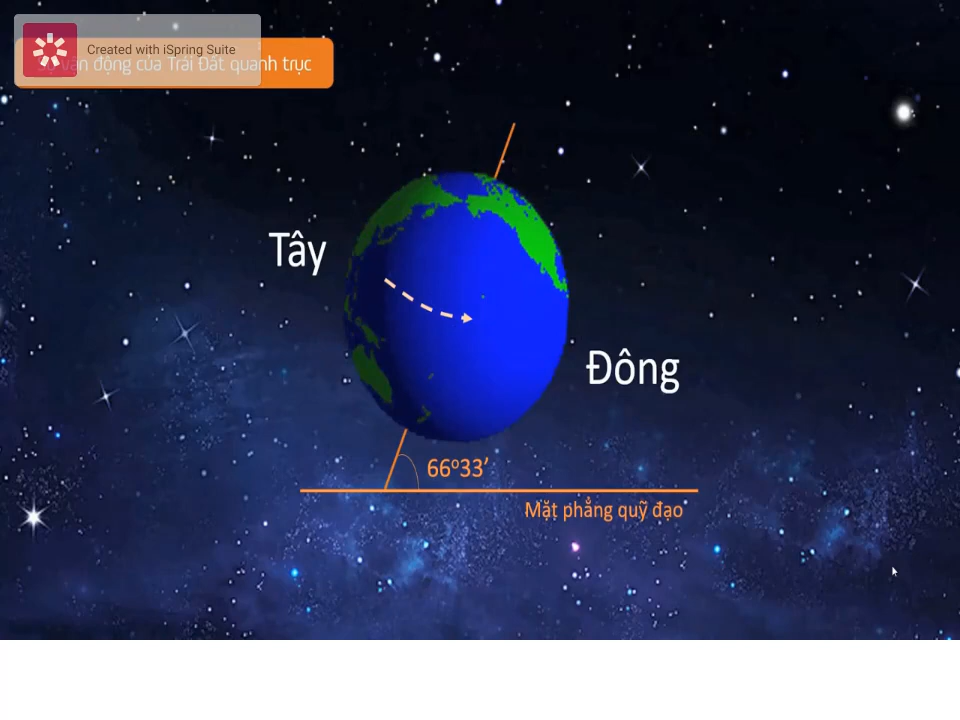 Created with iSpring Suite
vận động của Trái Đất quanh trục
Tây
Đông
66º33’
Mặt phẳng quỹ đạo